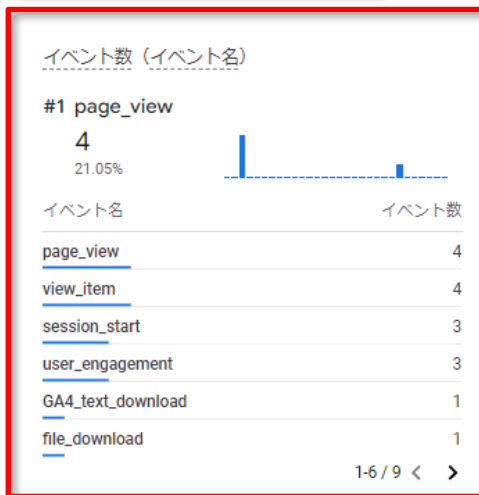 イベント数（イベント名）
#1 page_view
4
21.05%
イベント名 イベント数
page_view 4
view_item 4
session_start 3
user_engagement 3
GA4_text_download 1
file_download 1
1-6 / 9 < >